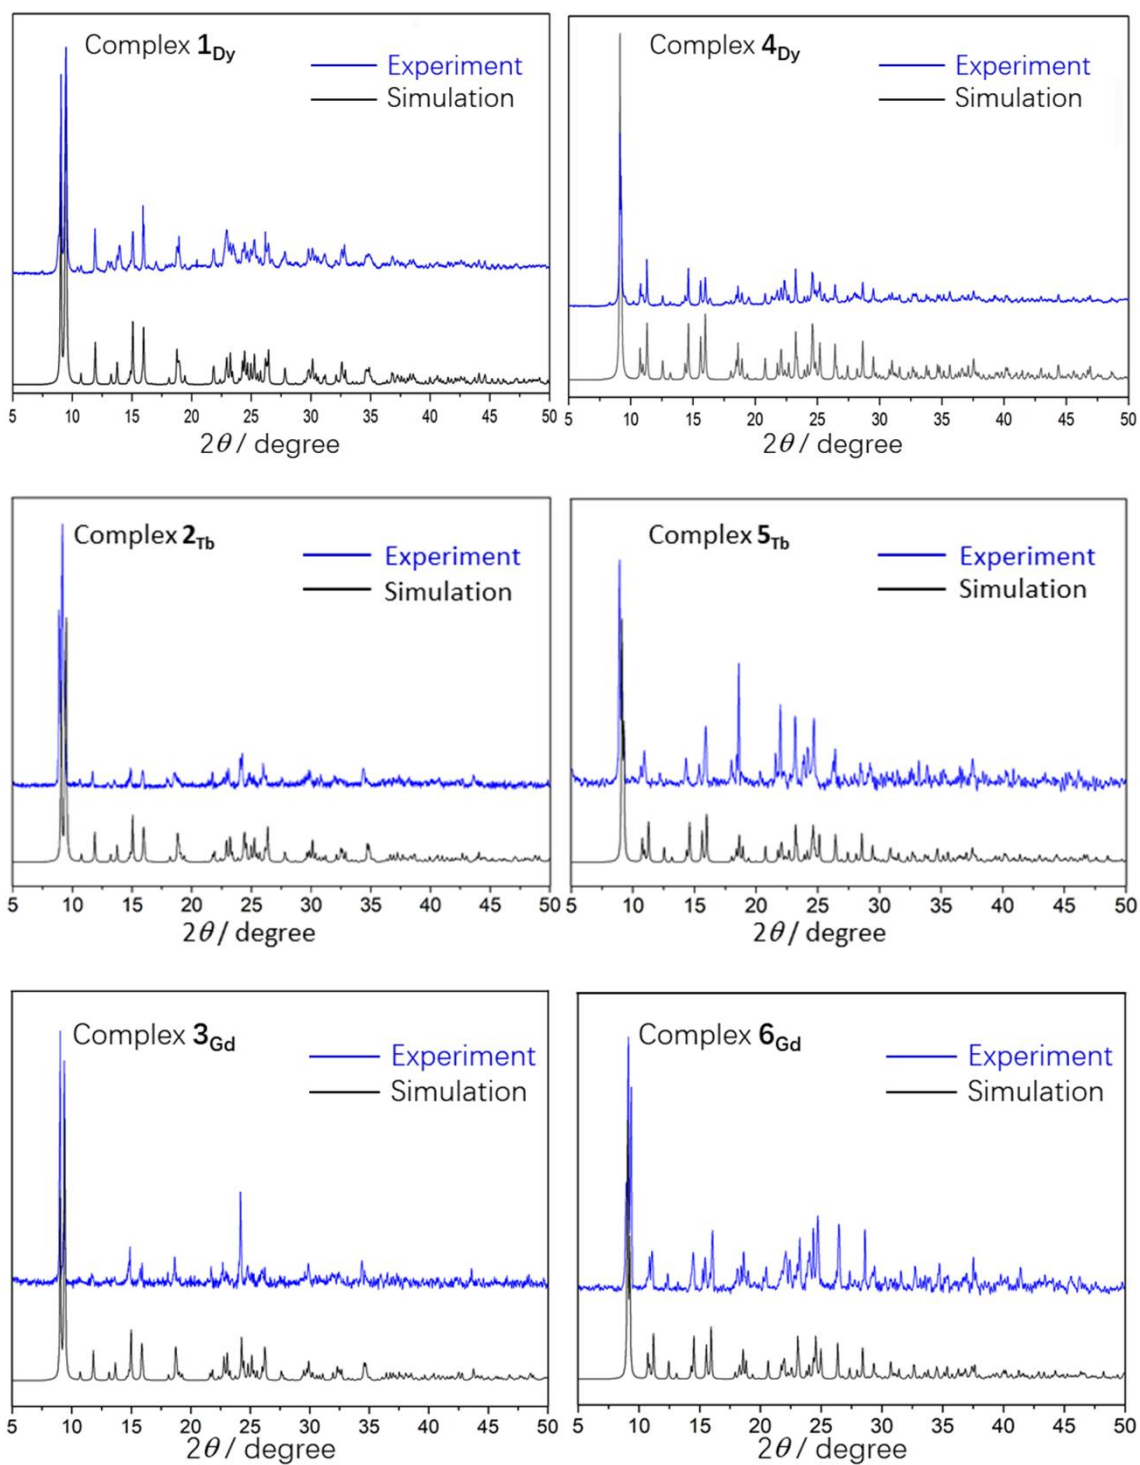 Complex 1Dy
Experiment
Simulation
5 10 15 20 25 30 35 40 45 50
2θ / degree
Complex 4Dy
Experiment
Simulation
5 10 15 20 25 30 35 40 45 50
2θ / degree
Complex 2Tb
Experiment
Simulation
5 10 15 20 25 30 35 40 45 50
2θ / degree
Complex 5Tb
Experiment
Simulation
5 10 15 20 25 30 35 40 45 50
2θ / degree
Complex 3Gd
Experiment
Simulation
5 10 15 20 25 30 35 40 45 50
2θ / degree
Complex 6Gd
Experiment
Simulation
5 10 15 20 25 30 35 40 45 50
2θ / degree